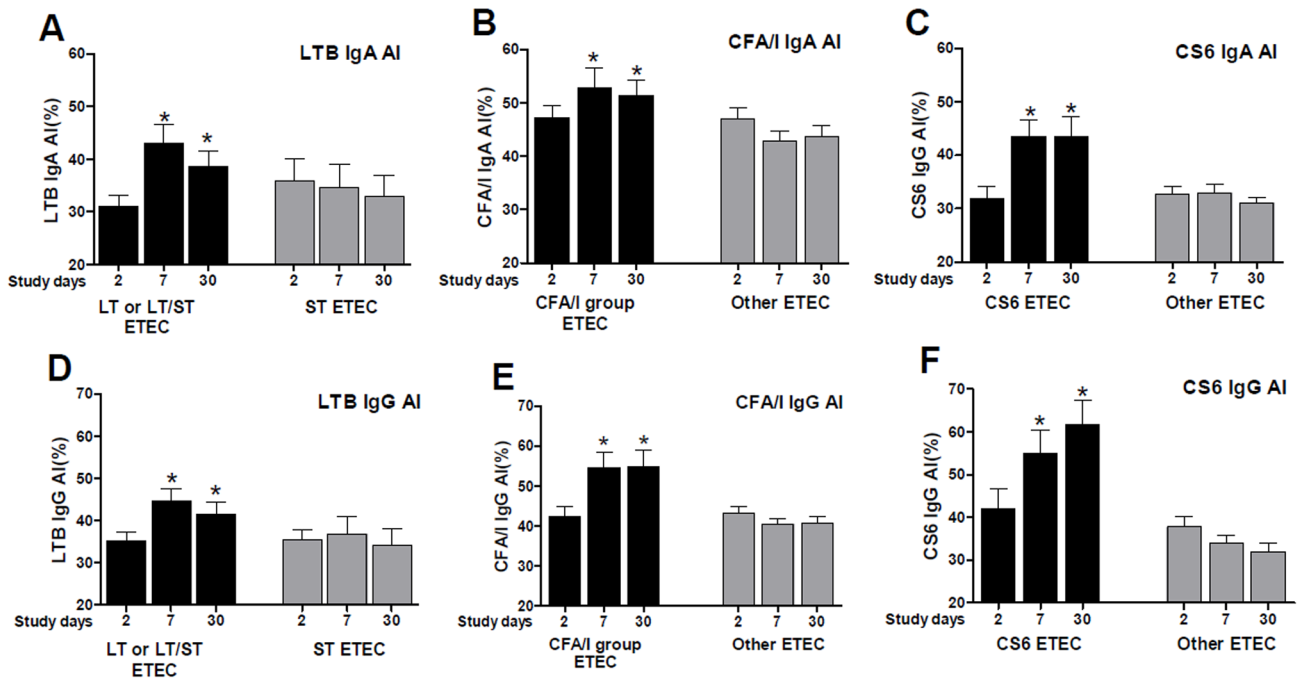 A
LTB IgA AI
LTB IgA AI(%)
60
50
40
30
20
*
*
Study days
2
7
30
2
7
30
LT or LT/ST
ETEC
ST ETEC
B
CFA/I IgA AI
CFA/I IgA AI(%)
60
50
40
30
20
*
*
2
7
30
2
7
30
CFA/I group
ETEC
Other ETEC
C
CS6 IgA AI
CS6 IgG AI(%)
60
50
40
30
20
*
*
Study days
2
7
30
2
7
30
CS6 ETEC
Other ETEC
D
LTB IgG AI
LTB IgG AI(%)
70
60
50
40
30
20
*
*
Study days
2
7
30
2
7
30
LT or LT/ST
ETEC
ST ETEC
E
CFA/I IgG AI
CFA/I IgG AI(%)
70
60
50
40
30
20
*
*
2
7
30
2
7
30
CFA/I group
ETEC
Other ETEC
F
CS6 IgG AI
CS6 IgG AI(%)
70
60
50
40
30
20
*
*
Study days
2
7
30
2
7
30
CS6 ETEC
Other ETEC